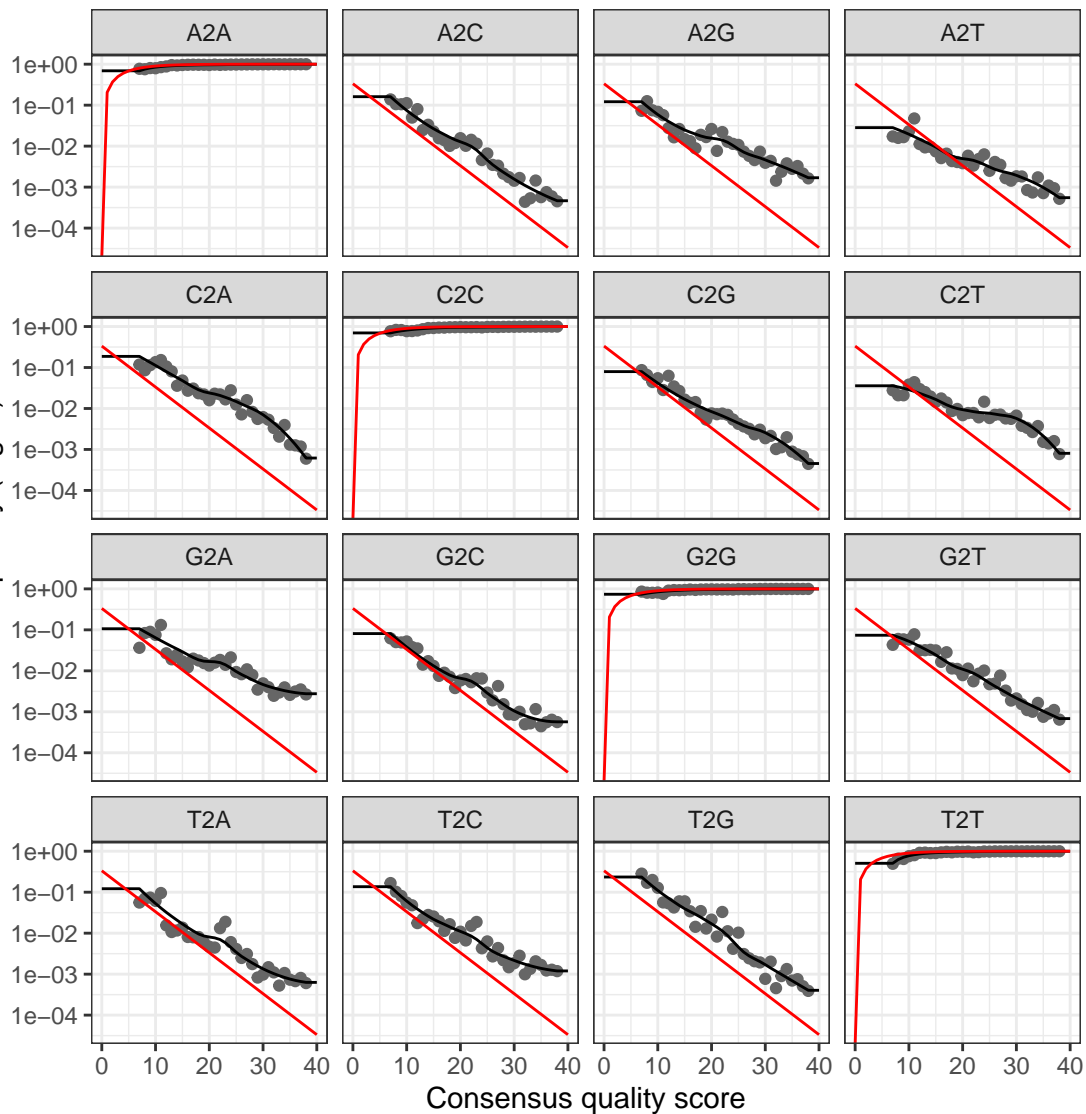 A2A A2C A2G A2T
1e+00
1e−01
1e−02
1e−03
1e−04
C2A C2C C2G C2T
1e+00
1e−01
1e−02
1e−03
1e−04
G2A G2C G2G G2T
1e+00
1e−01
1e−02
1e−03
1e−04
T2A T2C T2G T2T
1e+00
1e−01
1e−02
1e−03
1e−04
0 10 20 30 40 0 10 20 30 40 0 10 20 30 40 0 10 20 30 40
Consensus quality score